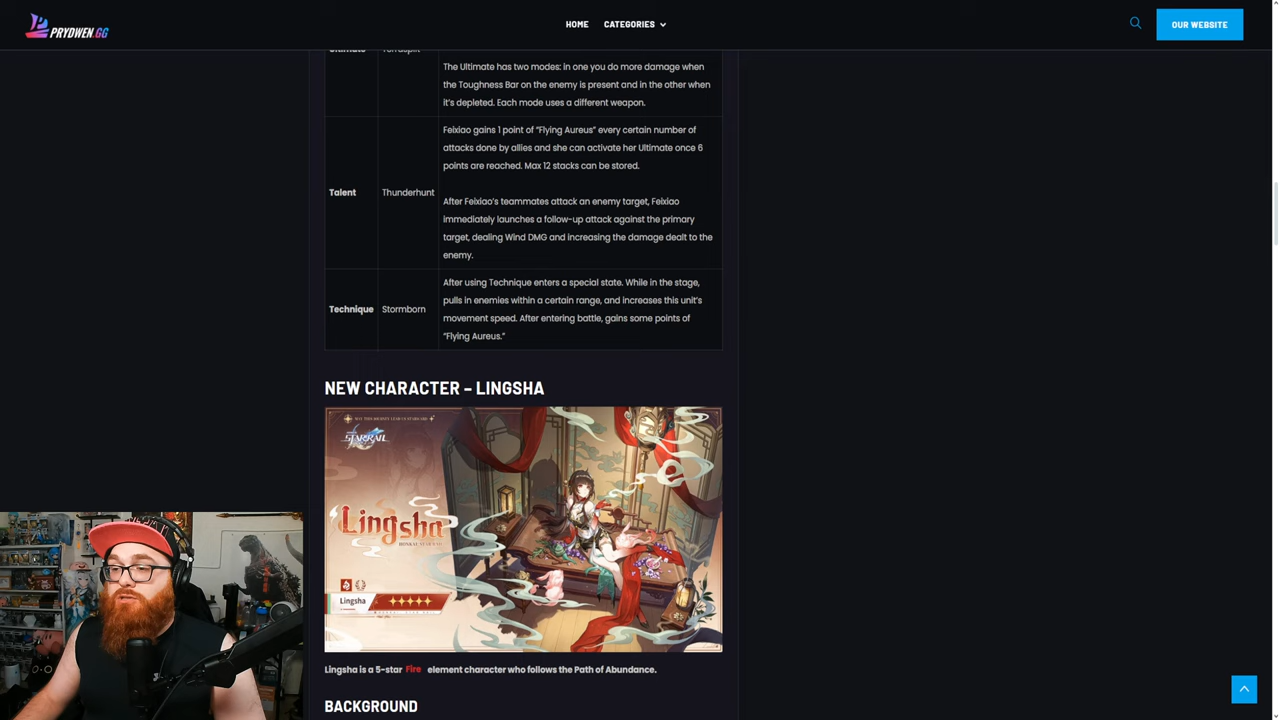 PRYDWEN.GG
HOME
CATEGORIES
OUR WEBSITE
The Ultimate has two modes: in one you do more damage when
the Toughness Bar on the enemy is present and in the other when
it's depleted. Each mode uses a different weapon.
Talent
Thunderhunt
Feixiao gains 1 point of "Flying Aureus" every certain number of
attacks done by allies and she can activate her Ultimate once 6
points are reached. Max 12 stacks can be stored.
After Feixiao's teammates attack an enemy target, Feixiao
immediately launches a follow-up attack against the primary
target, dealing Wind DMG and increasing the damage dealt to the
enemy.
Technique
Stormborn
After using Technique enters a special state. While in the stage,
pulls in enemies within a certain range, and increases this unit's
movement speed. After entering battle, gains some points of
"Flying Aureus."
NEW CHARACTER – LINGSHA
STAR RAIL
Lingsha
HONKAI: STAR RAIL
Lingsha
Lingsha is a 5-star Fire element character who follows the Path of Abundance.
BACKGROUND